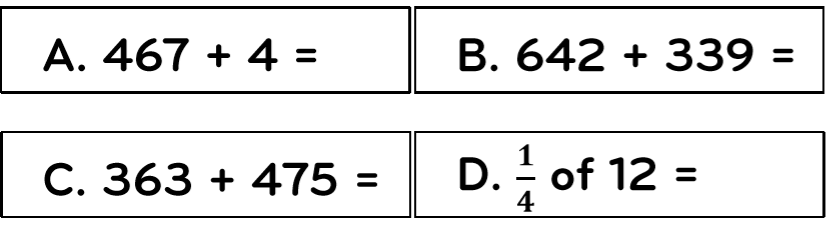 A. 467 + 4 =
B. 642 + 339 =
C. 363 + 475 =
D. 1/4 of 12 =